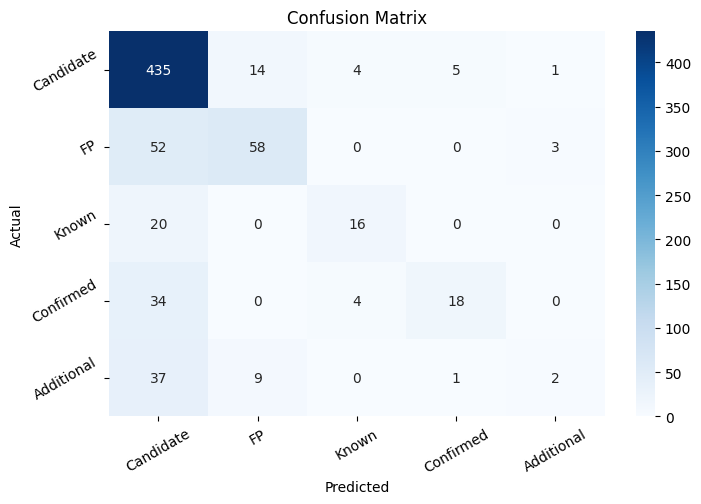 Confusion Matrix
Actual
Candidate 435 14 4 5 1
FP 52 58 0 0 3
Known 20 0 16 0 0
Confirmed 34 0 4 18 0
Additional 37 9 0 1 2
Candidate FP Known Confirmed Additional
Predicted
400
350
300
250
200
150
100
50
0